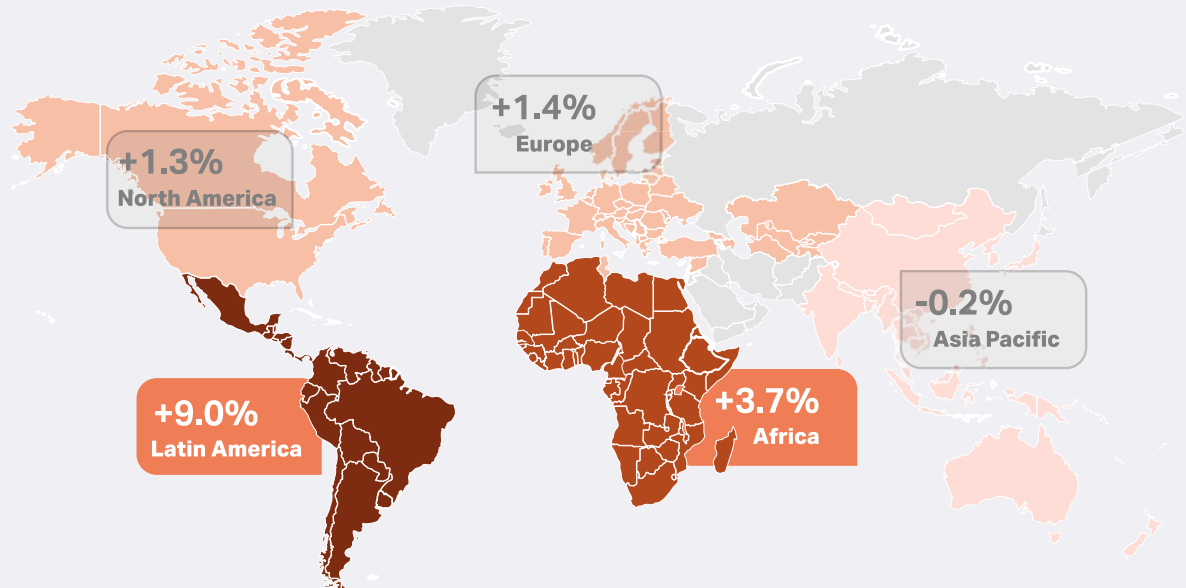 +1.4%
Europe
+1.3%
North America
-0.2%
Asia Pacific
+9.0%
Latin America
+3.7%
Africa